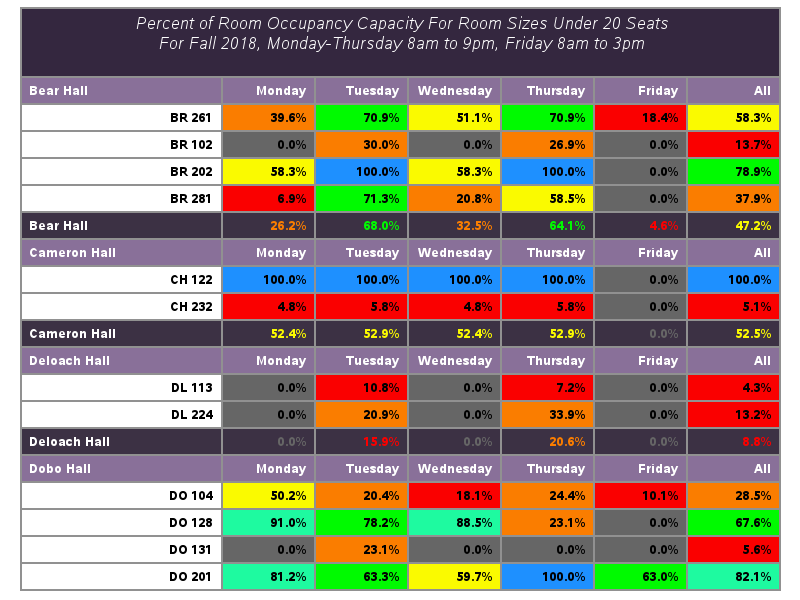 Percent of Room Occupancy Capacity For Room Sizes Under 20 Seats
For Fall 2018, Monday-Thursday 8am to 9pm, Friday 8am to 3pm
Bear Hall Monday Tuesday Wednesday Thursday Friday All
BR 261 39.6% 70.9% 51.1% 70.9% 18.4% 58.3%
BR 102 0.0% 30.0% 0.0% 26.9% 0.0% 13.7%
BR 202 58.3% 100.0% 58.3% 100.0% 0.0% 78.9%
BR 281 6.9% 71.3% 20.8% 58.5% 0.0% 37.9%
Bear Hall 26.2% 68.0% 32.5% 64.1% 4.6% 47.2%
Cameron Hall Monday Tuesday Wednesday Thursday Friday All
CH 122 100.0% 100.0% 100.0% 100.0% 0.0% 100.0%
CH 232 4.8% 5.8% 4.8% 5.8% 0.0% 5.1%
Cameron Hall 52.4% 52.9% 52.4% 52.9% 0.0% 52.5%
Deloach Hall Monday Tuesday Wednesday Thursday Friday All
DL 113 0.0% 10.8% 0.0% 7.2% 0.0% 4.3%
DL 224 0.0% 20.9% 0.0% 33.9% 0.0% 13.2%
Deloach Hall 0.0% 15.9% 0.0% 20.6% 0.0% 8.8%
Dobo Hall Monday Tuesday Wednesday Thursday Friday All
DO 104 50.2% 20.4% 18.1% 24.4% 10.1% 28.5%
DO 128 91.0% 78.2% 88.5% 23.1% 0.0% 67.6%
DO 131 0.0% 23.1% 0.0% 0.0% 0.0% 5.6%
DO 201 81.2% 63.3% 59.7% 100.0% 63.0% 82.1%